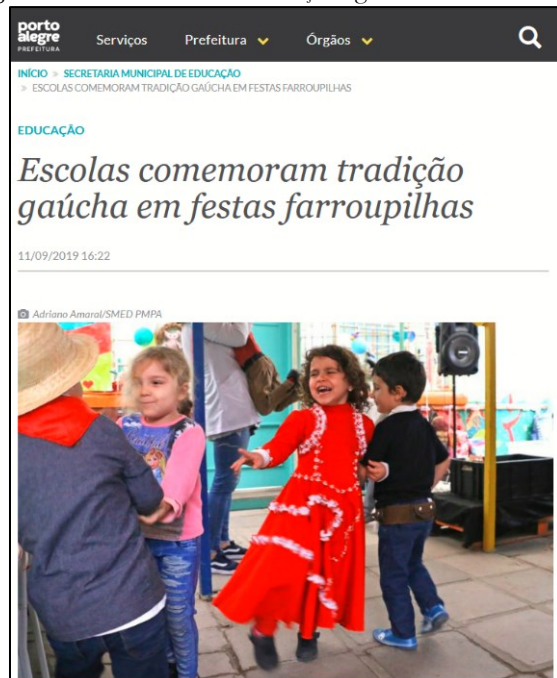 porto
alegre
PREFEITURA
Serviços Prefeitura Órgãos
INÍCIO » SECRETARIA MUNICIPAL DE EDUCAÇÃO
» ESCOLAS COMEMORAM TRADIÇÃO GAÚCHA EM FESTAS FARROUPILHAS
EDUCAÇÃO
Escolas comemoram tradição
gaúcha em festas farroupilhas
11/09/2019 16:22
Adriano Amaral/SMED PMPA